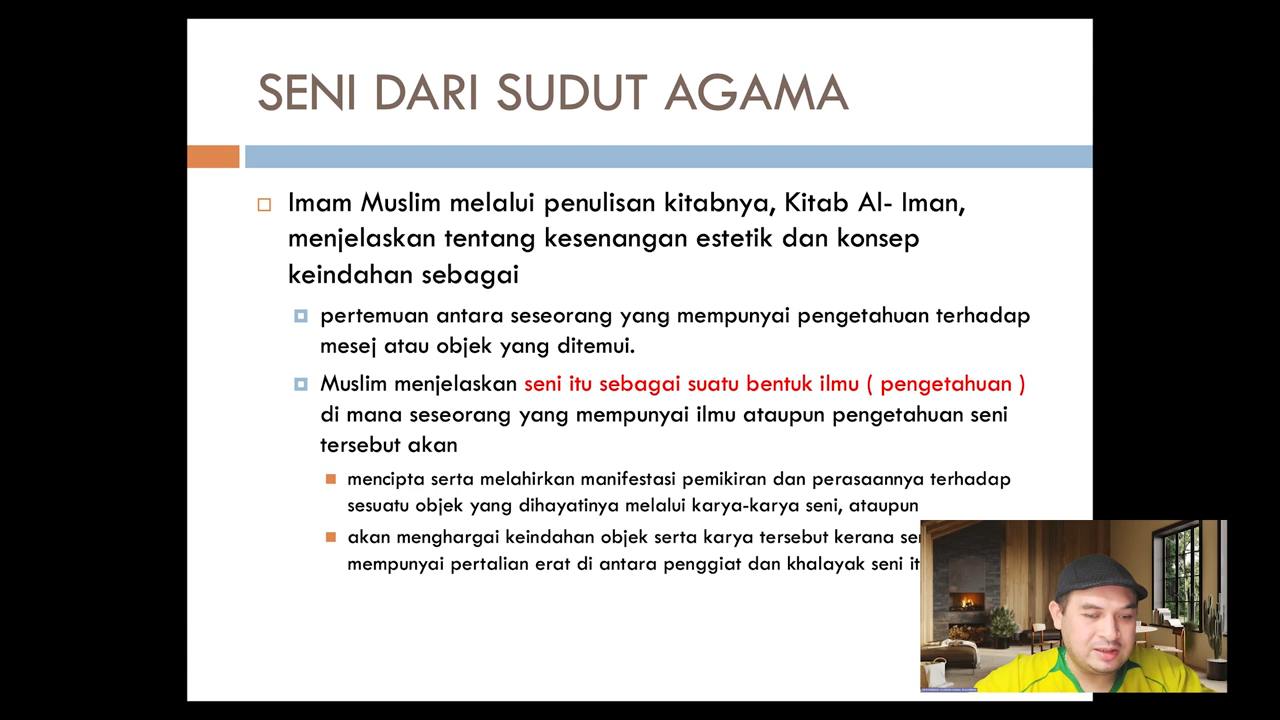 SENI DARI SUDUT AGAMA
Imam Muslim melalui penulisan kitabnya, Kitab Al- Iman,
menjelaskan tentang kesenangan estetik dan konsep
keindahan sebagai
pertemuan antara seseorang yang mempunyai pengetahuan terhadap
mesej atau objek yang ditemui.
Muslim menjelaskan seni itu sebagai suatu bentuk ilmu ( pengetahuan )
di mana seseorang yang mempunyai ilmu ataupun pengetahuan seni
tersebut akan
mencipta serta melahirkan manifestasi pemikiran dan perasaannya terhadap
sesuatu objek yang dihayatinya melalui karya-karya seni, ataupun
akan menghargai keindahan objek serta karya tersebut kerana
mempunyai pertalian erat di antara penggiat dan khalayak seni